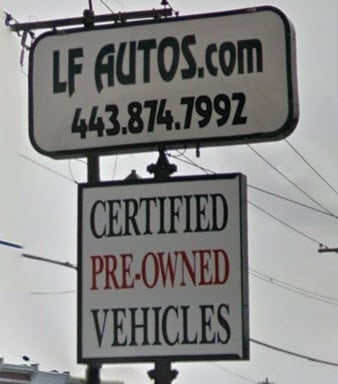 LF AUTOS.com
443.874.7992
CERTIFIED
PRE-OWNED
VEHICLES